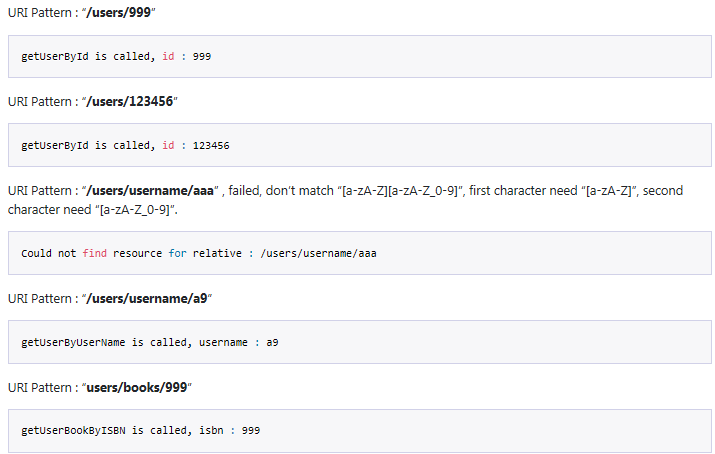 URI Pattern : “/users/999”
getUserById is called, id : 999
URI Pattern : “/users/123456”
getUserById is called, id : 123456
URI Pattern : “/users/username/aaa” , failed, don’t match “[a-zA-Z][a-zA-Z_0-9]”, first character need “[a-zA-Z]”, second
character need “[a-zA-Z_0-9]”.
Could not find resource for relative : /users/username/aaa
URI Pattern : “/users/username/a9”
getUserByUserName is called, username : a9
URI Pattern : “users/books/999“
getUserBookByISBN is called, isbn : 999